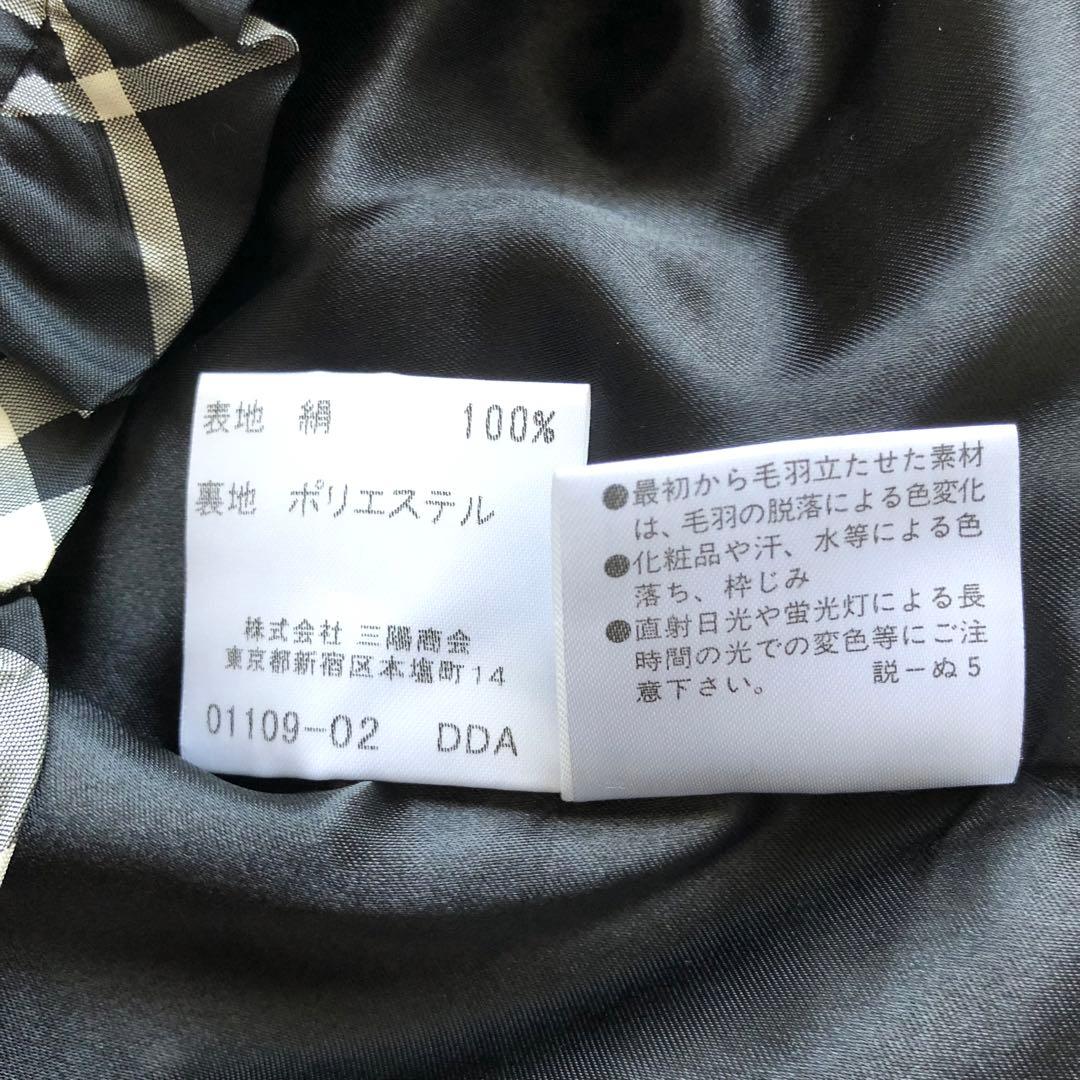 表地 絹 100%
裏地 ポリエステル
株式会社 三陽商会
東京都新宿区本塩町14
01109-02 DDA
●最初から毛羽立たせた素材
は、毛羽の脱落による色変化
●化粧品や汗、水等による色
落ち、枠じみ
●直射日光や蛍光灯による長
時間の光での変色等にご注
意下さい。 説ーぬ5